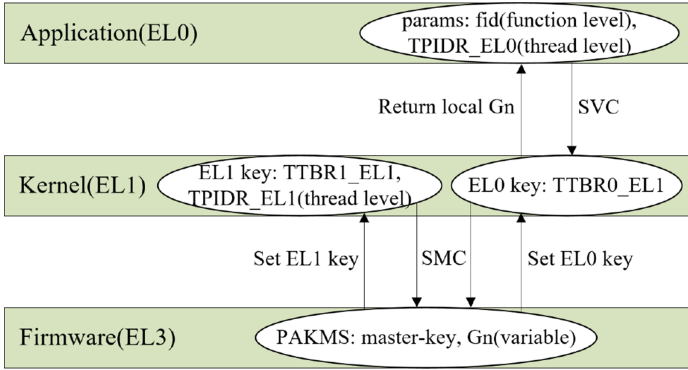 Application(EL0)
params: fid(function level),
TPIDR_EL0(thread level)
Return local Gn
SVC
Kernel(EL1)
EL1 key: TTBR1_EL1,
TPIDR_EL1(thread level)
EL0 key: TTBR0_EL1
Set EL1 key
SMC
Set EL0 key
Firmware(EL3)
PAKMS: master-key, Gn(variable)